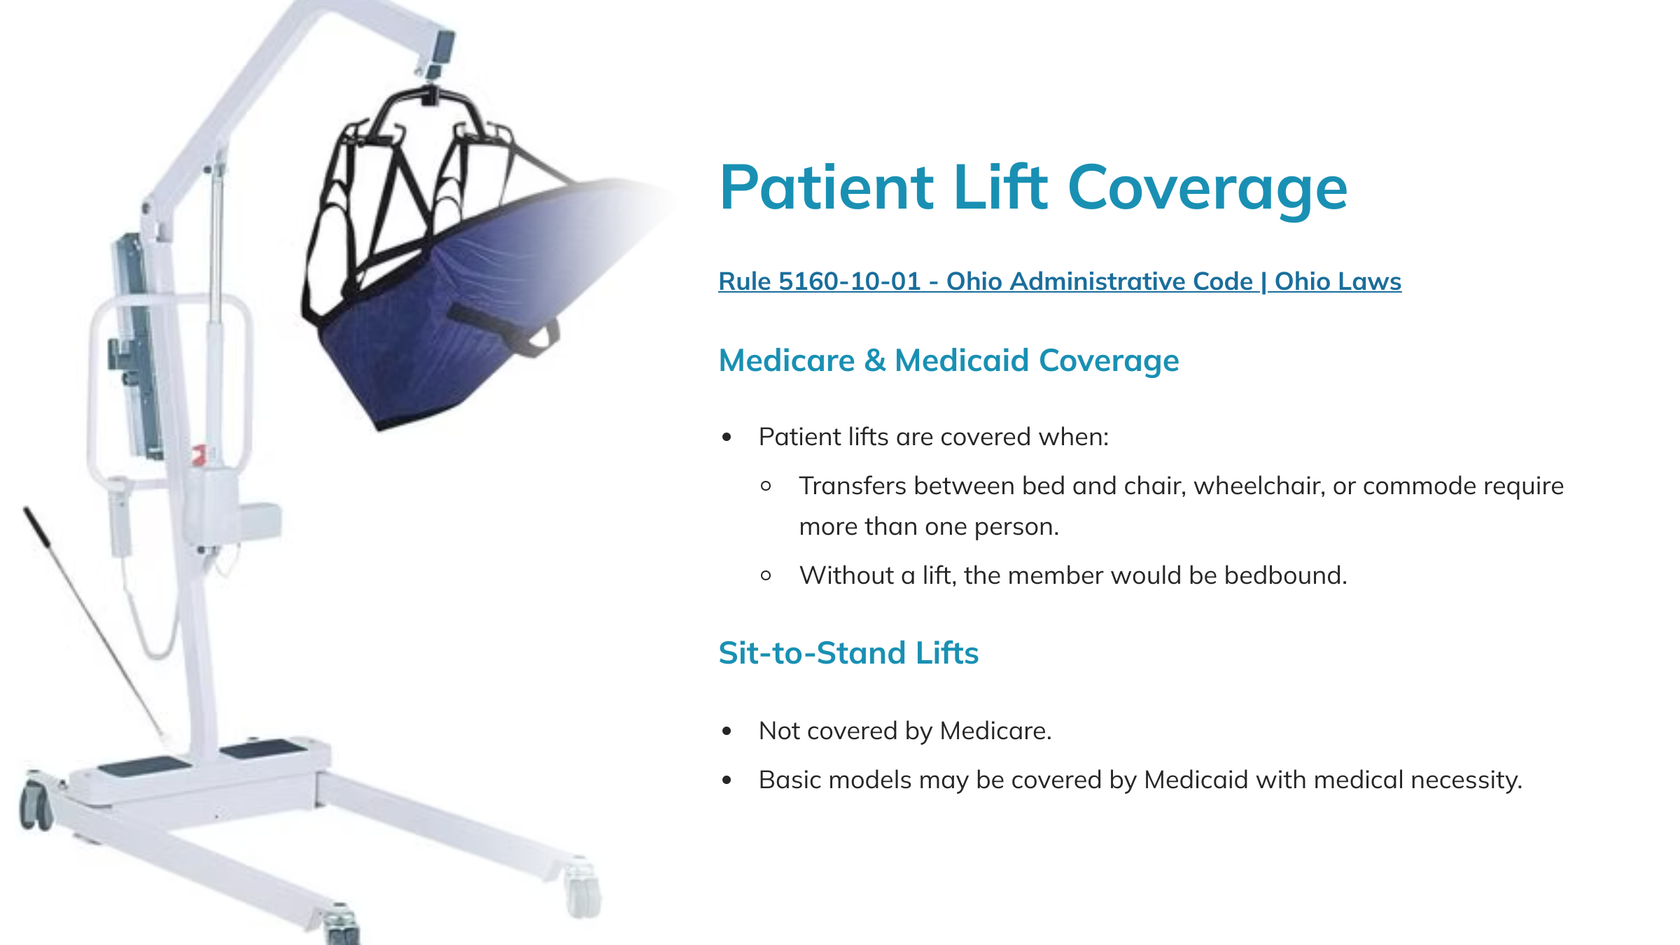 Patient Lift Coverage
Rule 5160-10-01 - Ohio Administrative Code | Ohio Laws
Medicare & Medicaid Coverage
• Patient lifts are covered when:
○ Transfers between bed and chair, wheelchair, or commode require
more than one person.
○ Without a lift, the member would be bedbound.
Sit-to-Stand Lifts
• Not covered by Medicare.
• Basic models may be covered by Medicaid with medical necessity.